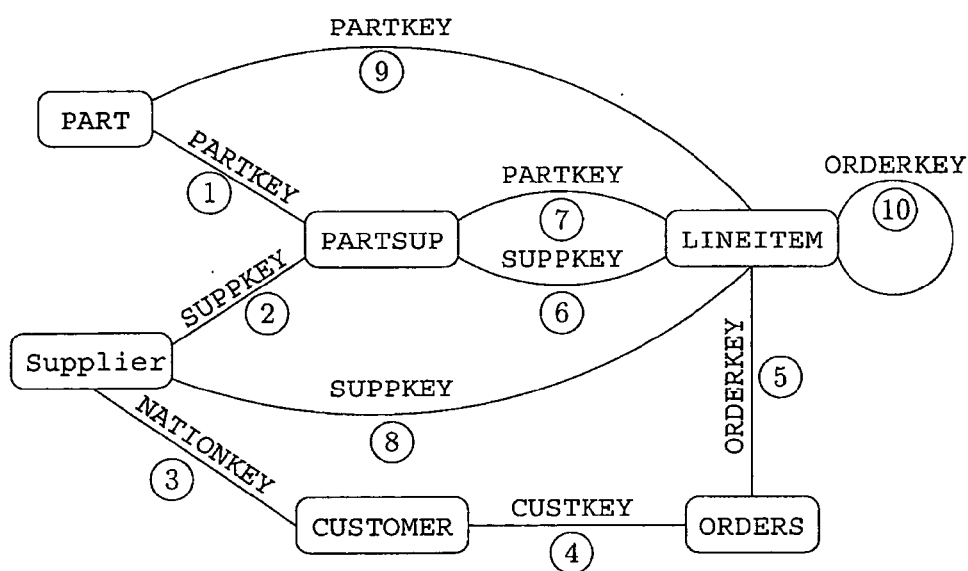 PARTKEY
9
PART
PARTKEY
1
ORDERKEY
10
PARTKEY
7
PARTSUP
LINEITEM
SUPPKEY
6
SUPPKEY
2
Supplier
SUPPKEY
8
ORDERKEY
5
NATIONKEY
3
CUSTOMER
CUSTKEY
4
ORDERS